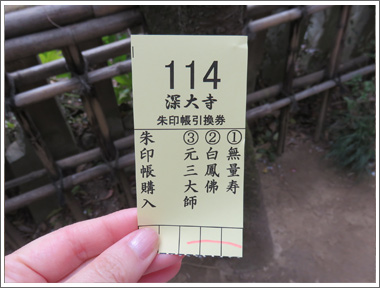 114
深大寺
朱印帳引換券
①無量寿
②白鳳佛
③元三大師
朱印帳購入